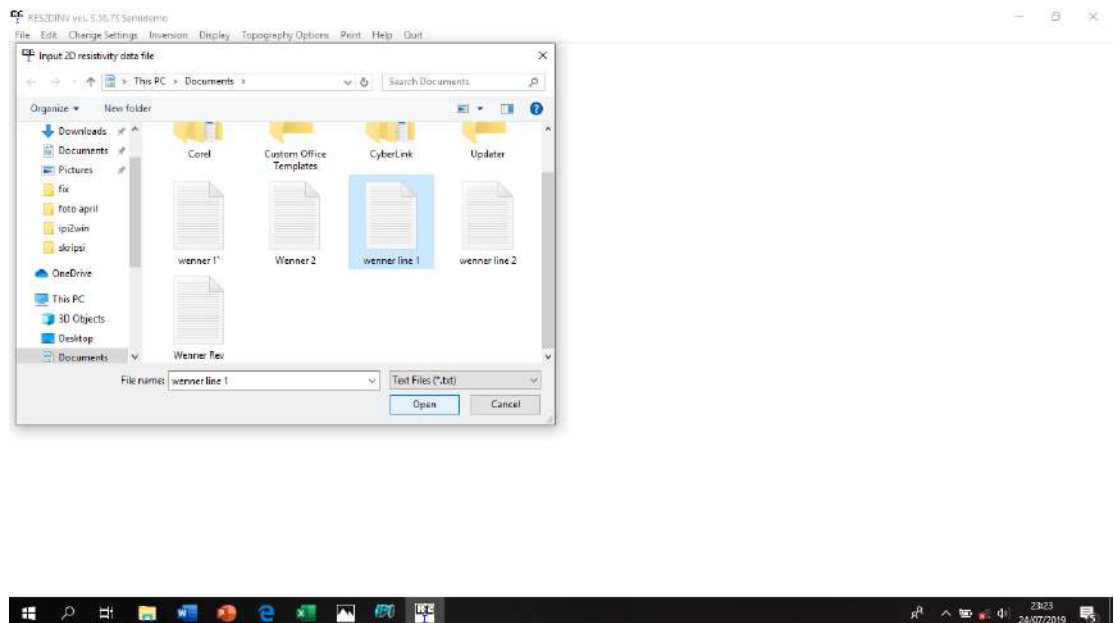 RES2DINV ver. 3.56.73 Semidemo
File Edit Change Settings Inversion Display Topography Options Print Help Quit
Input 2D resistivity data file
This PC > Documents >
Search Documents
Organize New folder
Downloads
Documents
Pictures
fix
foto april
ipi2win
skripsi
OneDrive
This PC
3D Objects
Desktop
Documents
Corel
Custom Office Templates
CyberLink
Updater
wenner 1'
Wenner 2
wenner line 1
wenner line 2
Wenner Rev
File name: wenner line 1
Text Files (*.txt)
Open Cancel
23:23
24/07/2019